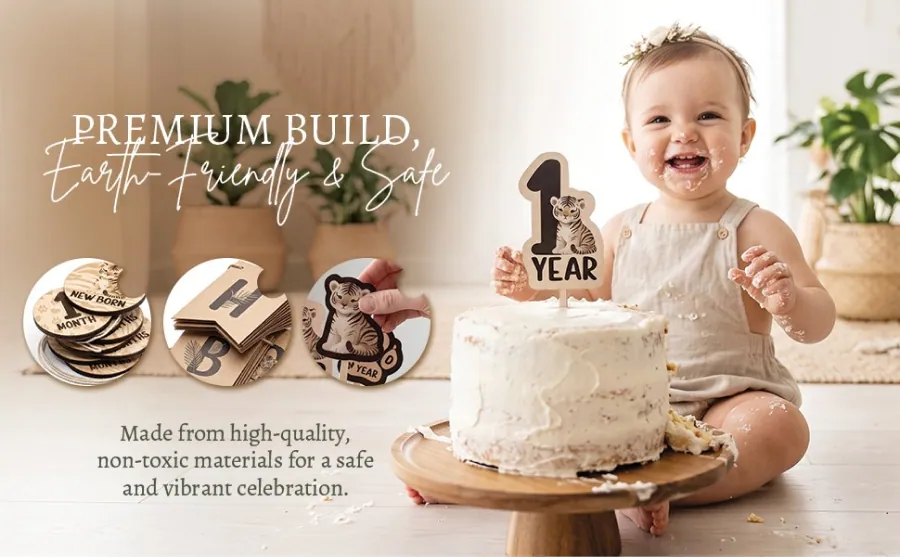 PREMIUM BUILD,
Earth-Friendly & Safe
NEW BORN
1
MONTH
H
B
YEAR
1
YEAR
Made from high-quality,
non-toxic materials for a safe
and vibrant celebration.